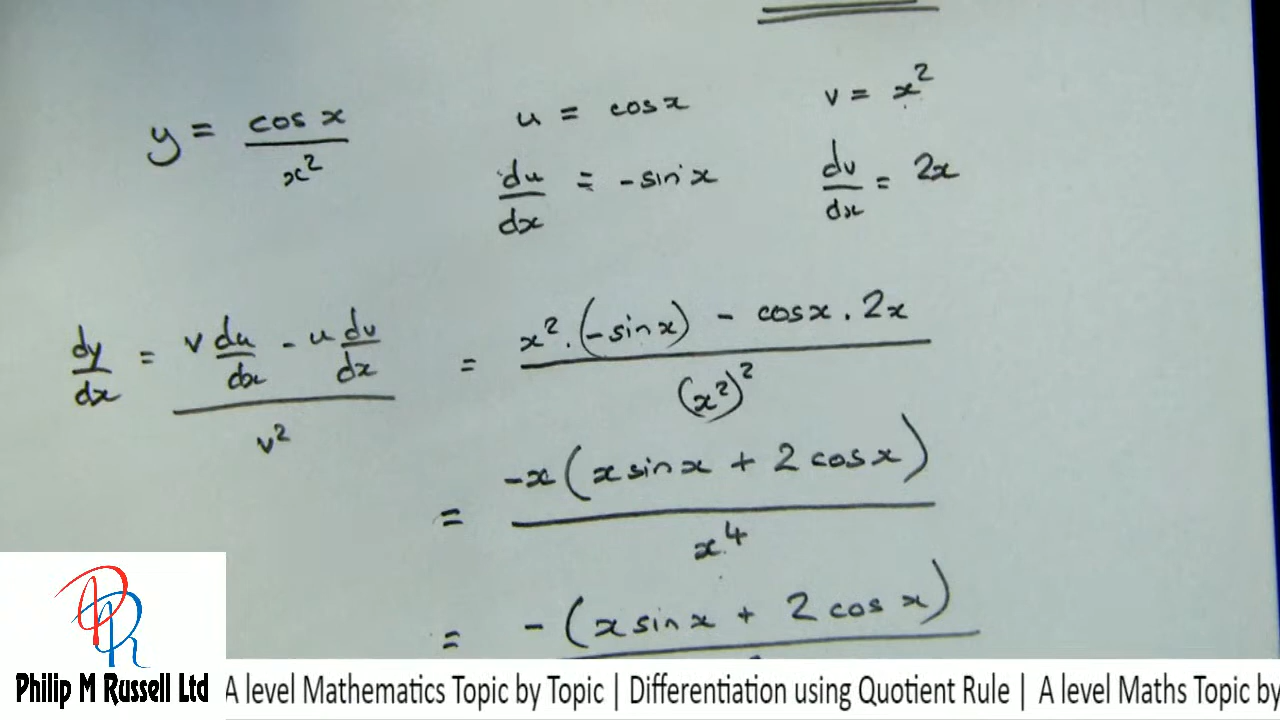 y = cos x / x²
u = cos x
v = x²
du/dx = -sin x
dv/dx = 2x
dy/dx = (v du/dx - u dv/dx) / v² = (x² . (-sin x) - cos x . 2x) / (x²)²
= -x (x sin x + 2 cos x) / x⁴
= - (x sin x + 2 cos x)
PR
Philip M Russell Ltd
A level Mathematics Topic by Topic | Differentiation using Quotient Rule | A level Maths Topic by